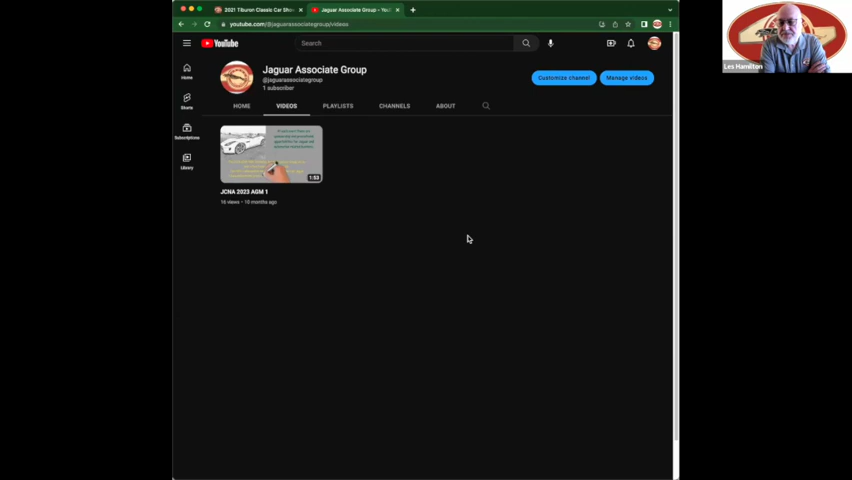 2021 Tiburon Classic Car Show
Jaguar Associate Group - YouT
youtube.com/@jaguarassociategroup/videos
YouTube
Search
Home
Shorts
Subscriptions
Library
Jaguar Associate Group
@jaguarassociategroup
1 subscriber
Customize channel
Manage videos
HOME
VIDEOS
PLAYLISTS
CHANNELS
ABOUT
1:53
JCNA 2023 AGM 1
16 views • 10 months ago
Les Hamilton